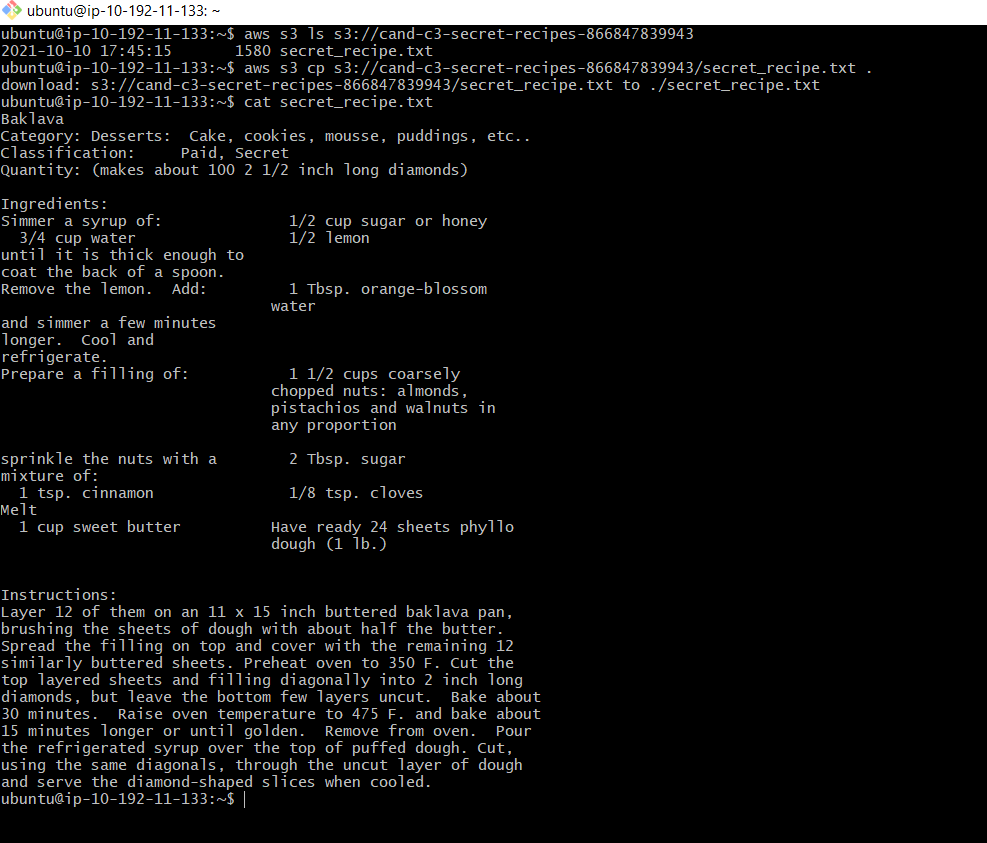 ubuntu@ip-10-192-11-133: ~
ubuntu@ip-10-192-11-133:~$ aws s3 ls s3://cand-c3-secret-recipes-866847839943
2021-10-10 17:45:15       1580 secret_recipe.txt
ubuntu@ip-10-192-11-133:~$ aws s3 cp s3://cand-c3-secret-recipes-866847839943/secret_recipe.txt .
download: s3://cand-c3-secret-recipes-866847839943/secret_recipe.txt to ./secret_recipe.txt
ubuntu@ip-10-192-11-133:~$ cat secret_recipe.txt
Baklava
Category: Desserts:  Cake, cookies, mousse, puddings, etc..
Classification:     Paid, Secret
Quantity: (makes about 100 2 1/2 inch long diamonds)

Ingredients:
Simmer a syrup of:              1/2 cup sugar or honey
  3/4 cup water                 1/2 lemon
until it is thick enough to
coat the back of a spoon.
Remove the lemon.  Add:         1 Tbsp. orange-blossom
                              water
and simmer a few minutes
longer.  Cool and
refrigerate.
Prepare a filling of:           1 1/2 cups coarsely
                              chopped nuts: almonds,
                              pistachios and walnuts in
                              any proportion

sprinkle the nuts with a        2 Tbsp. sugar
mixture of:
  1 tsp. cinnamon               1/8 tsp. cloves
Melt
  1 cup sweet butter          Have ready 24 sheets phyllo
                              dough (1 lb.)

Instructions:
Layer 12 of them on an 11 x 15 inch buttered baklava pan,
brushing the sheets of dough with about half the butter.
Spread the filling on top and cover with the remaining 12
similarly buttered sheets. Preheat oven to 350 F. Cut the
top layered sheets and filling diagonally into 2 inch long
diamonds, but leave the bottom few layers uncut.  Bake about
30 minutes.  Raise oven temperature to 475 F. and bake about
15 minutes longer or until golden.  Remove from oven.  Pour
the refrigerated syrup over the top of puffed dough. Cut,
using the same diagonals, through the uncut layer of dough
and serve the diamond-shaped slices when cooled.
ubuntu@ip-10-192-11-133:~$